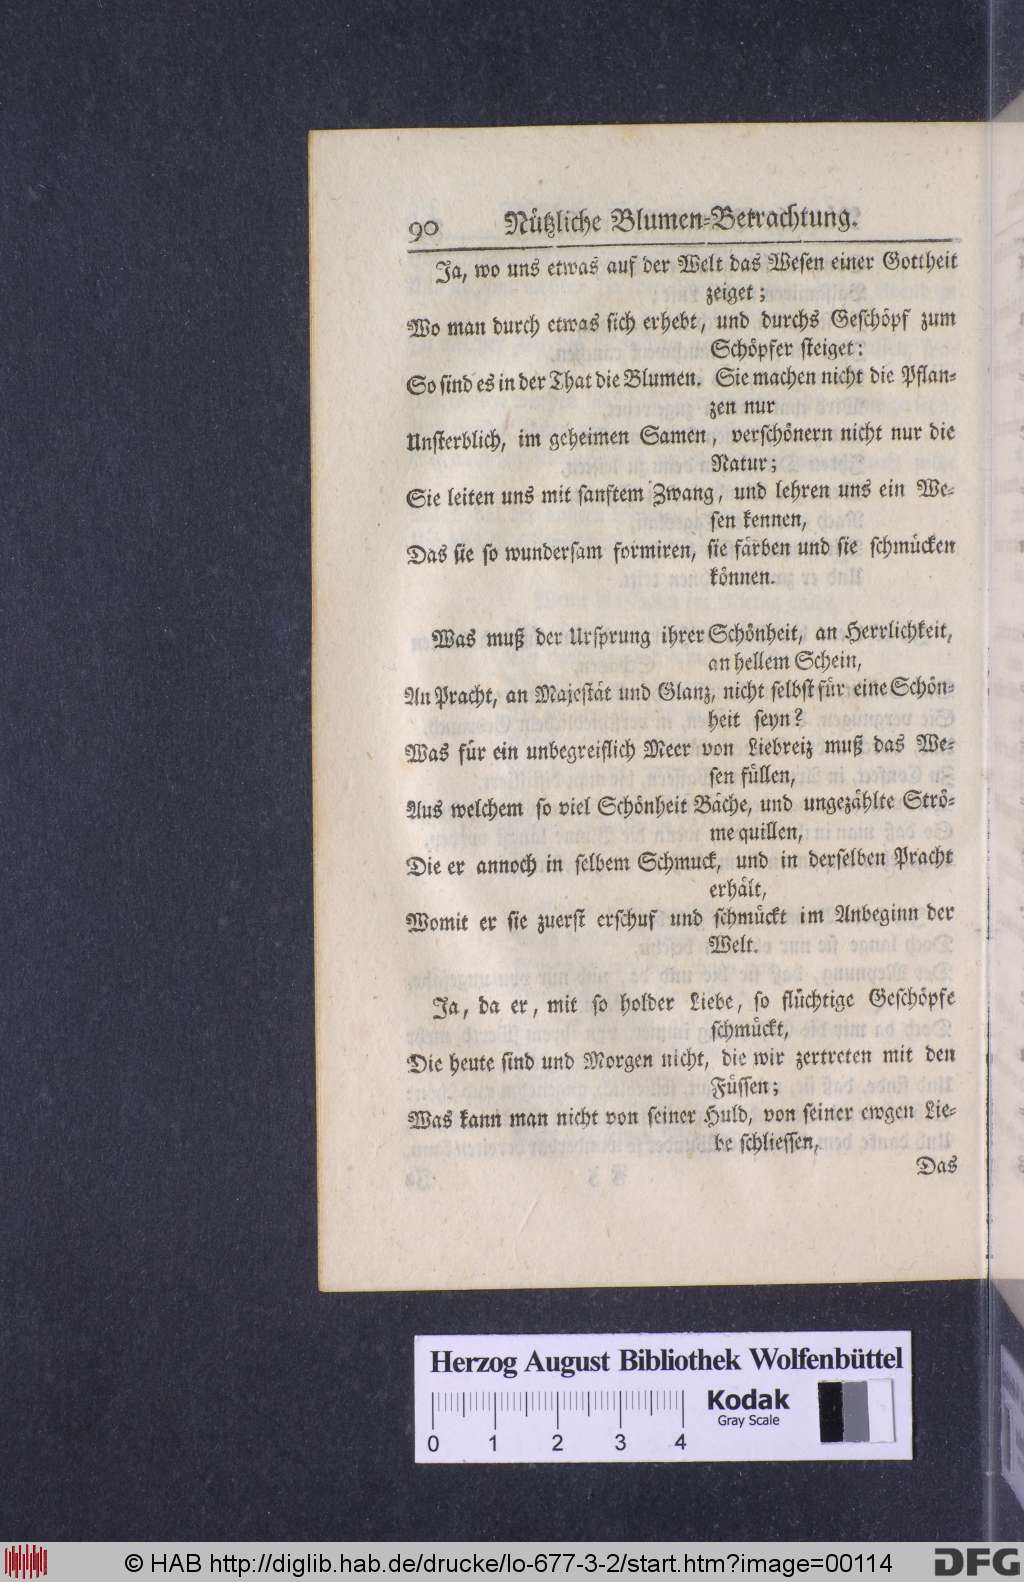 90 Nützliche Blumen-Betrachtung.
Ja, wo uns etwas auf der Welt das Wesen einer Gottheit
zeiget;
Wo man durch etwas sich erhebt, und durchs Geschöpf zum
Schöpfer steiget:
So sind es in der That die Blumen. Sie machen nicht die Pflan-
zen nur
Unsterblich, im geheimen Samen, verschönern nicht nur die
Natur;
Sie leiten uns mit sanftem Zwang, und lehren uns ein We-
sen kennen,
Das sie so wundersam formiren, sie färben und sie schmücken
können.
Was muß der Ursprung ihrer Schönheit, an Herrlichkeit,
an hellem Schein,
An Pracht, an Majestät und Glanz, nicht selbst für eine Schön-
heit seyn?
Was für ein unbegreiflich Meer von Liebreiz muß das We-
sen füllen,
Aus welchem so viel Schönheit Bäche, und ungezählte Strö-
me quillen,
Die er annoch in selbem Schmuck, und in derselben Pracht
erhält,
Womit er sie zuerst erschuf und schmückt im Anbeginn der
Welt.
Ja, da er, mit so holder Liebe, so flüchtige Geschöpfe
schmückt,
Die heute sind und Morgen nicht, die wir zertreten mit den
Füssen;
Was kann man nicht von seiner Huld, von seiner ewgen Lie-
be schliessen,
Das
Herzog August Bibliothek Wolfenbüttel
Kodak
Gray Scale
0 1 2 3 4
© HAB http://diglib.hab.de/drucke/lo-677-3-2/start.htm?image=00114
DFG